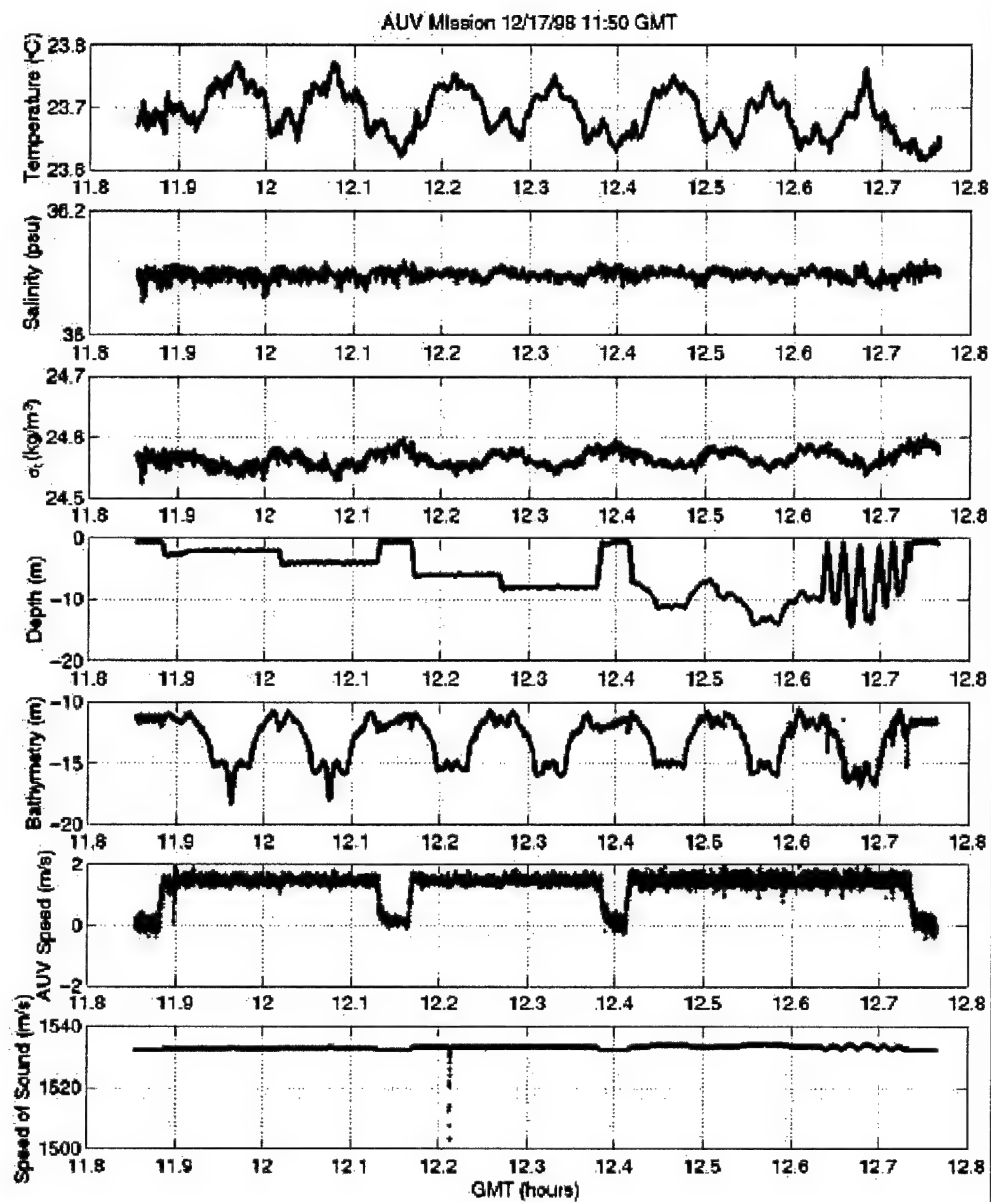 AUV Mission 12/17/98 11:50 GMT
Temperature (°C)
23.8
23.7
23.6
11.8 11.9 12 12.1 12.2 12.3 12.4 12.5 12.6 12.7 12.8
Salinity (psu)
36.2
36
11.8 11.9 12 12.1 12.2 12.3 12.4 12.5 12.6 12.7 12.8
σt (kg/m³)
24.7
24.6
24.5
11.8 11.9 12 12.1 12.2 12.3 12.4 12.5 12.6 12.7 12.8
Depth (m)
0
−10
−20
11.8 11.9 12 12.1 12.2 12.3 12.4 12.5 12.6 12.7 12.8
Bathymetry (m)
−10
−15
−20
11.8 11.9 12 12.1 12.2 12.3 12.4 12.5 12.6 12.7 12.8
AUV Speed (m/s)
2
0
−2
11.8 11.9 12 12.1 12.2 12.3 12.4 12.5 12.6 12.7 12.8
Speed of Sound (m/s)
1540
1520
1500
11.8 11.9 12 12.1 12.2 12.3 12.4 12.5 12.6 12.7 12.8
GMT (hours)